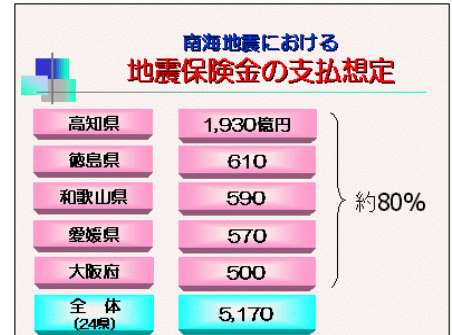 南海地震における
地震保険金の支払想定
高知県 1,930億円
徳島県 610
和歌山県 590
愛媛県 570
大阪府 500
約80%
全 体 5,170
(24県)